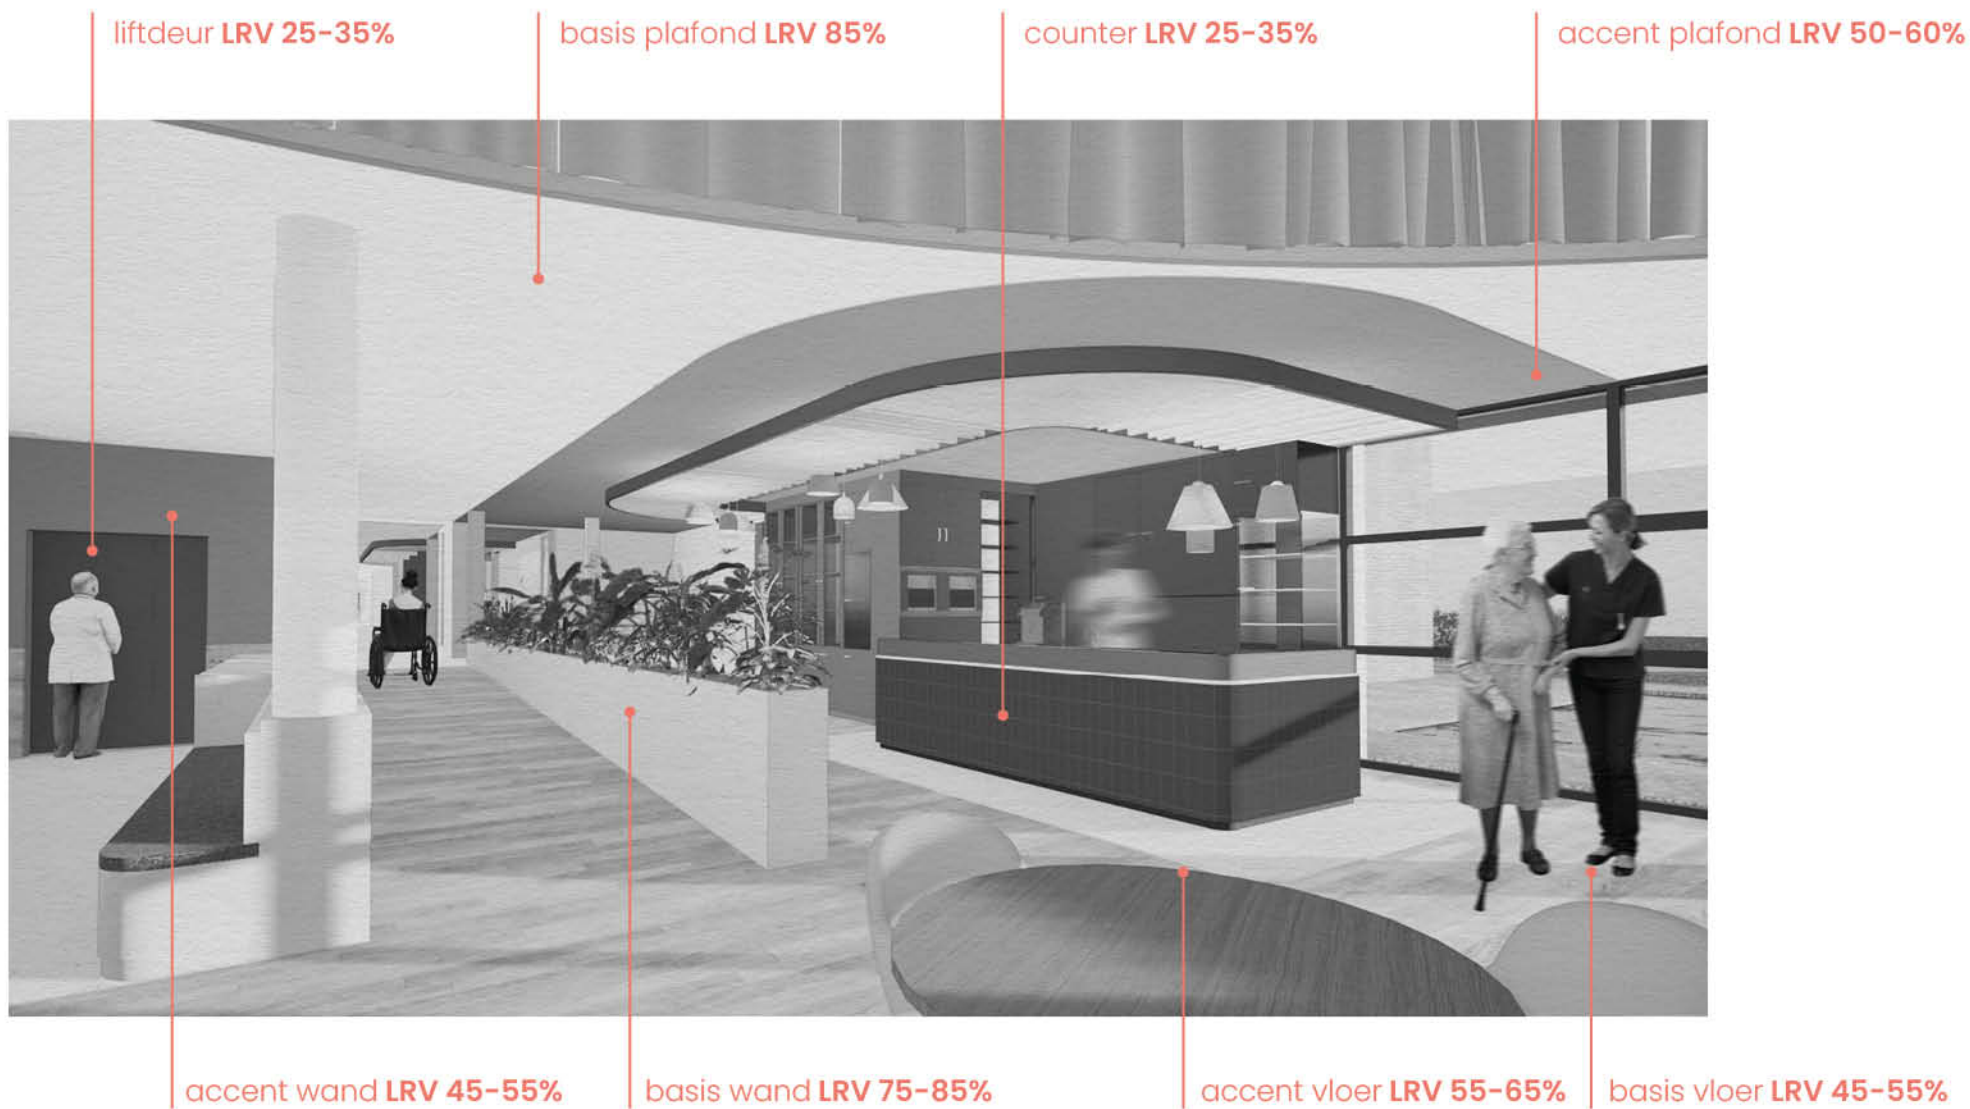 liftdeur LRV 25-35%
basis plafond LRV 85%
counter LRV 25-35%
accent plafond LRV 50-60%
accent wand LRV 45-55%
basis wand LRV 75-85%
accent vloer LRV 55-65%
basis vloer LRV 45-55%